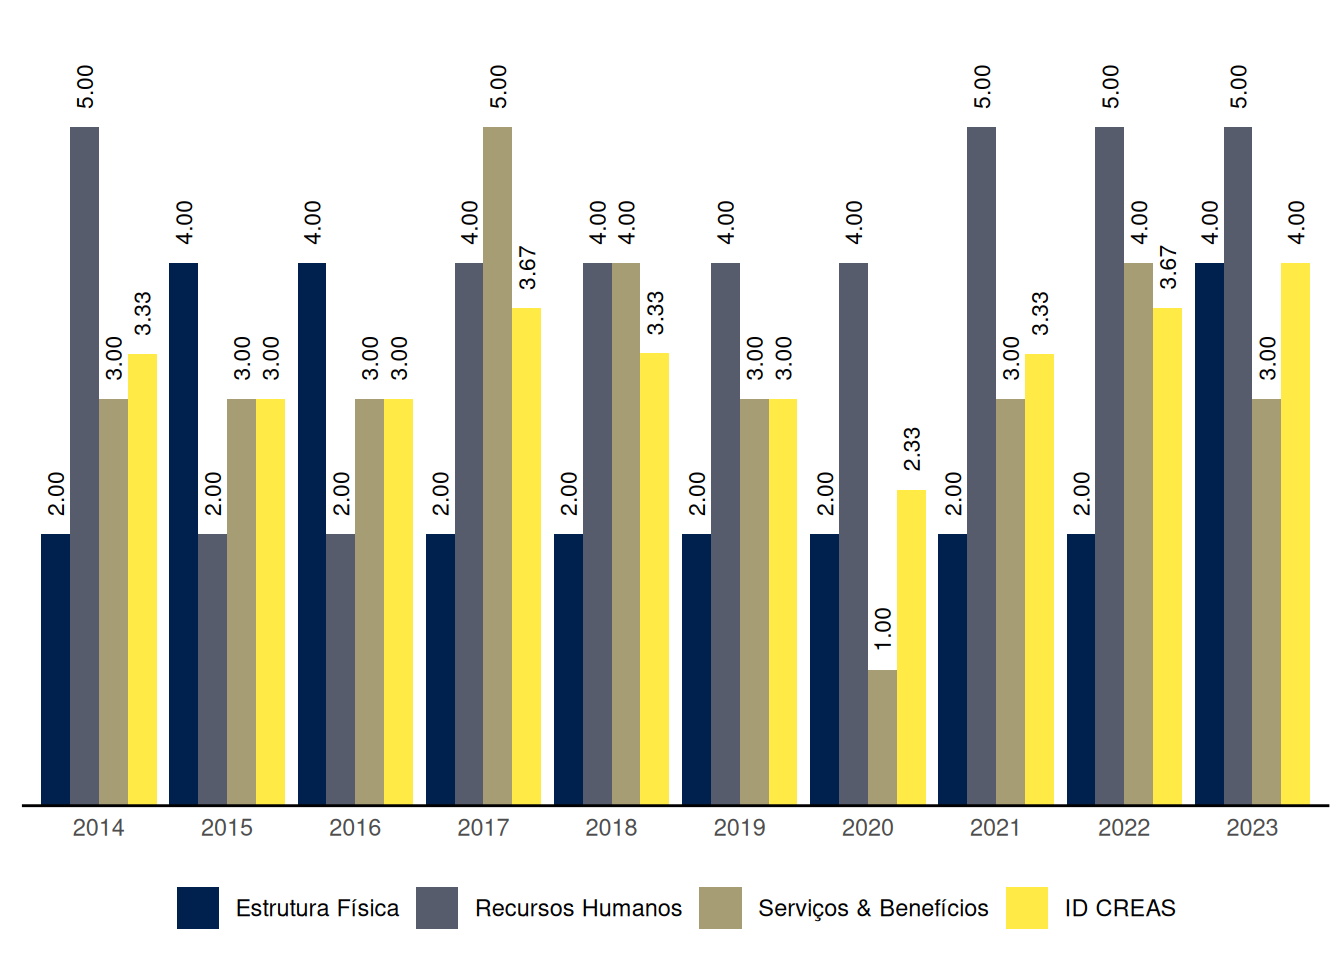 2.00 5.00 3.00 3.33 4.00 2.00 3.00 3.00 4.00 2.00 3.00 3.00 2.00 4.00 5.00 3.67 2.00 4.00 4.00 3.33 2.00 4.00 3.00 3.00 2.00 4.00 1.00 2.33 2.00 5.00 3.00 3.33 2.00 5.00 4.00 3.67 4.00 5.00 3.00 4.00
2014 2015 2016 2017 2018 2019 2020 2021 2022 2023
Estrutura Física Recursos Humanos Serviços & Benefícios ID CREAS